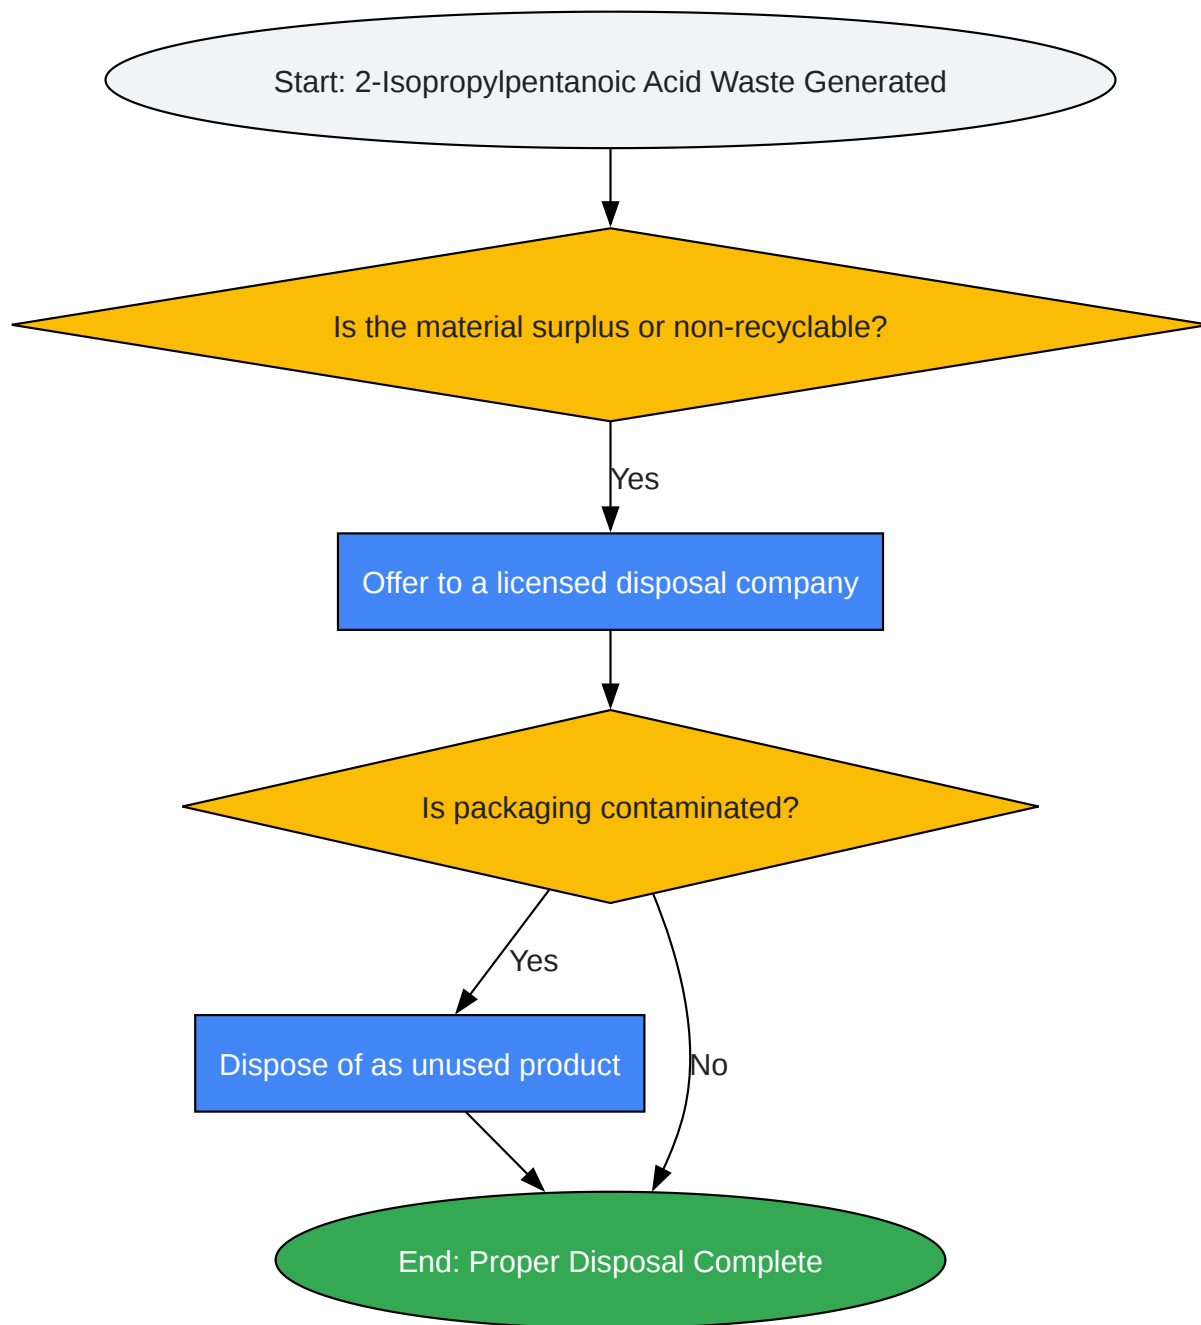 Start: 2-Isopropylpentanoic Acid Waste Generated
Is the material surplus or non-recyclable?
Yes
Offer to a licensed disposal company
Is packaging contaminated?
Yes
Dispose of as unused product
No
End: Proper Disposal Complete